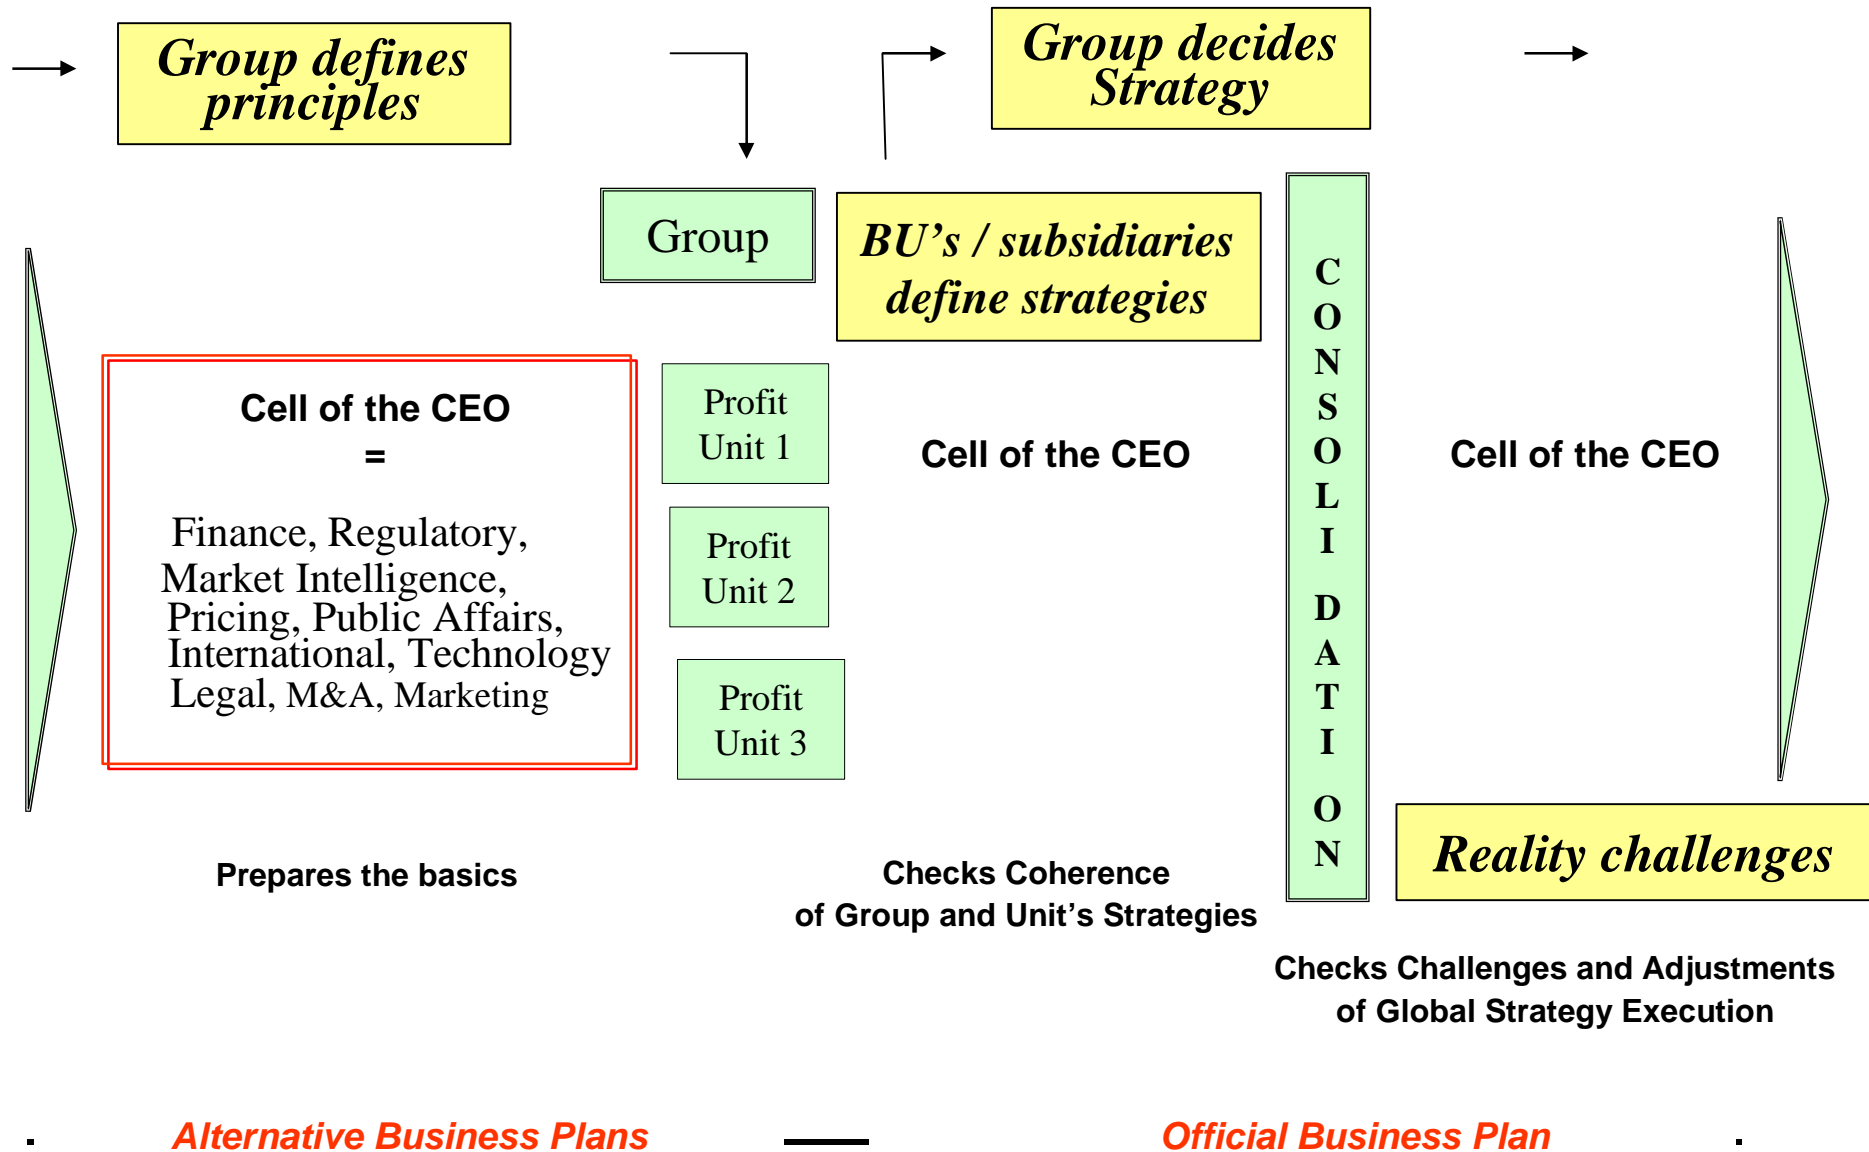 Group defines
principles
Group decides
Strategy
Group
BU’s / subsidiaries
define strategies
Cell of the CEO
=
Finance, Regulatory,
Market Intelligence,
Pricing, Public Affairs,
International, Technology
Legal, M&A, Marketing
Profit
Unit 1
Profit
Unit 2
Profit
Unit 3
Cell of the CEO
C
O
N
S
O
L
I
D
A
T
I
O
N
Cell of the CEO
Reality challenges
Prepares the basics
Checks Coherence
of Group and Unit’s Strategies
Checks Challenges and Adjustments
of Global Strategy Execution
Alternative Business Plans
Official Business Plan